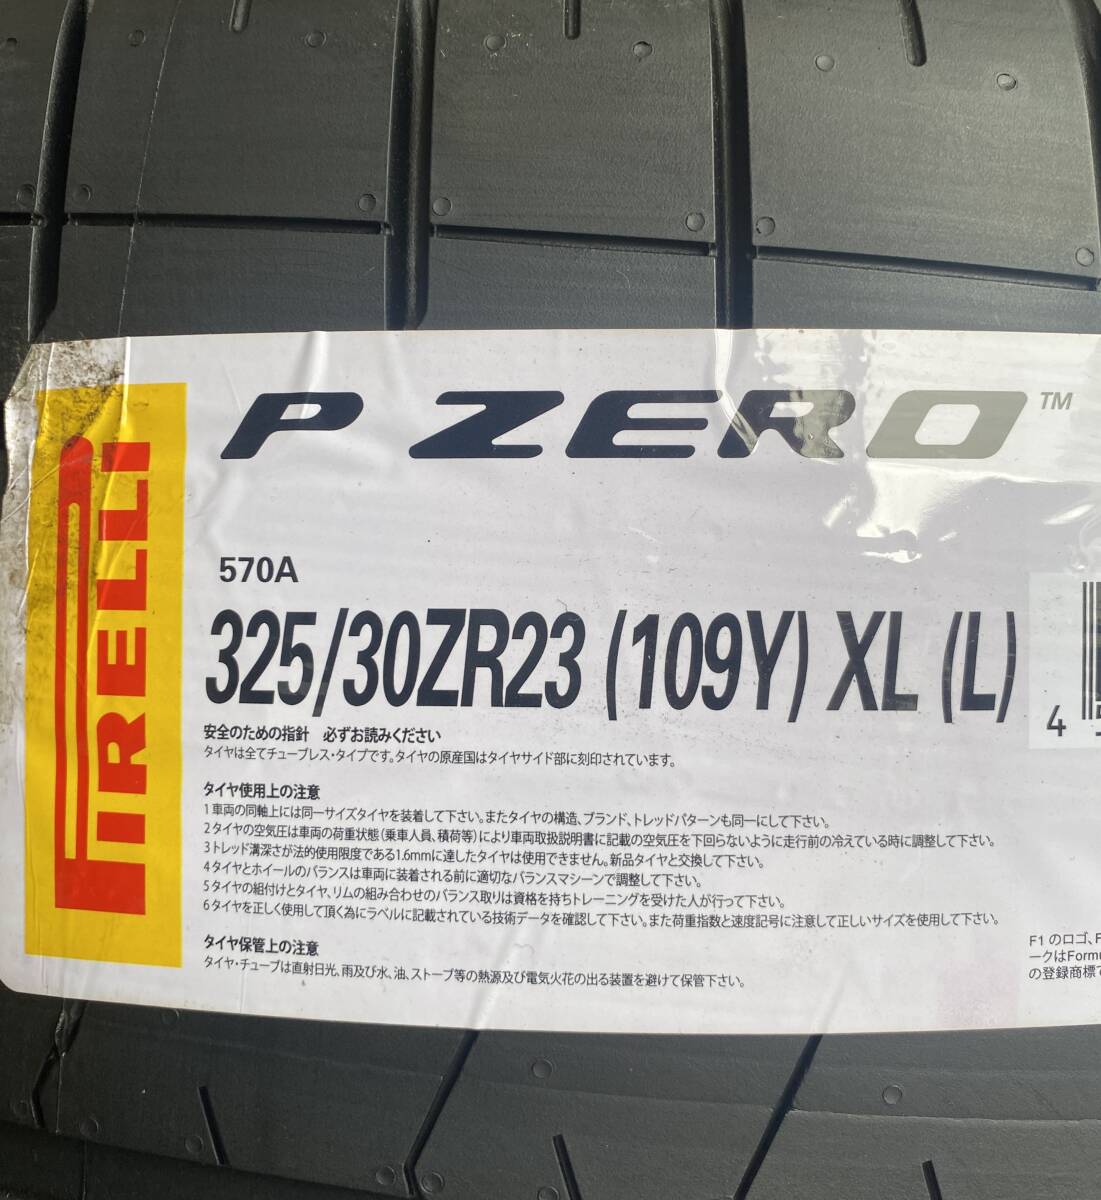 PIRELLI
P ZERO™
570A
325/30ZR23 (109Y) XL (L)
4
安全のための指針　必ずお読みください
タイヤは全てチューブレス・タイプです。タイヤの原産国はタイヤサイド部に刻印されています。
タイヤ使用上の注意
1 車両の同軸上には同一サイズタイヤを装着して下さい。またタイヤの構造、ブランド、トレッドパターンも同一にして下さい。
2 タイヤの空気圧は車両の荷重状態（乗車人員、積荷等）により車両取扱説明書に記載の空気圧を下回らないように走行前の冷えている時に調整して下さい。
3 トレッド溝深さが法的使用限度である1.6mmに達したタイヤは使用できません。新品タイヤと交換して下さい。
4 タイヤとホイールのバランスは車両に装着される前に適切なバランスマシーンで調整して下さい。
5 タイヤの組付けとタイヤ、リムの組み合わせのバランス取りは資格を持ちトレーニングを受けた人が行って下さい。
6 タイヤを正しく使用して頂く為にラベルに記載されている技術データを確認して下さい。また荷重指数と速度記号に注意して正しいサイズを使用して下さい。
タイヤ保管上の注意
タイヤ・チューブは直射日光、雨及び水、油、ストーブ等の熱源及び電気火花の出る装置を避けて保管下さい。
F1 のロゴ、F
ークはForm
の登録商標で